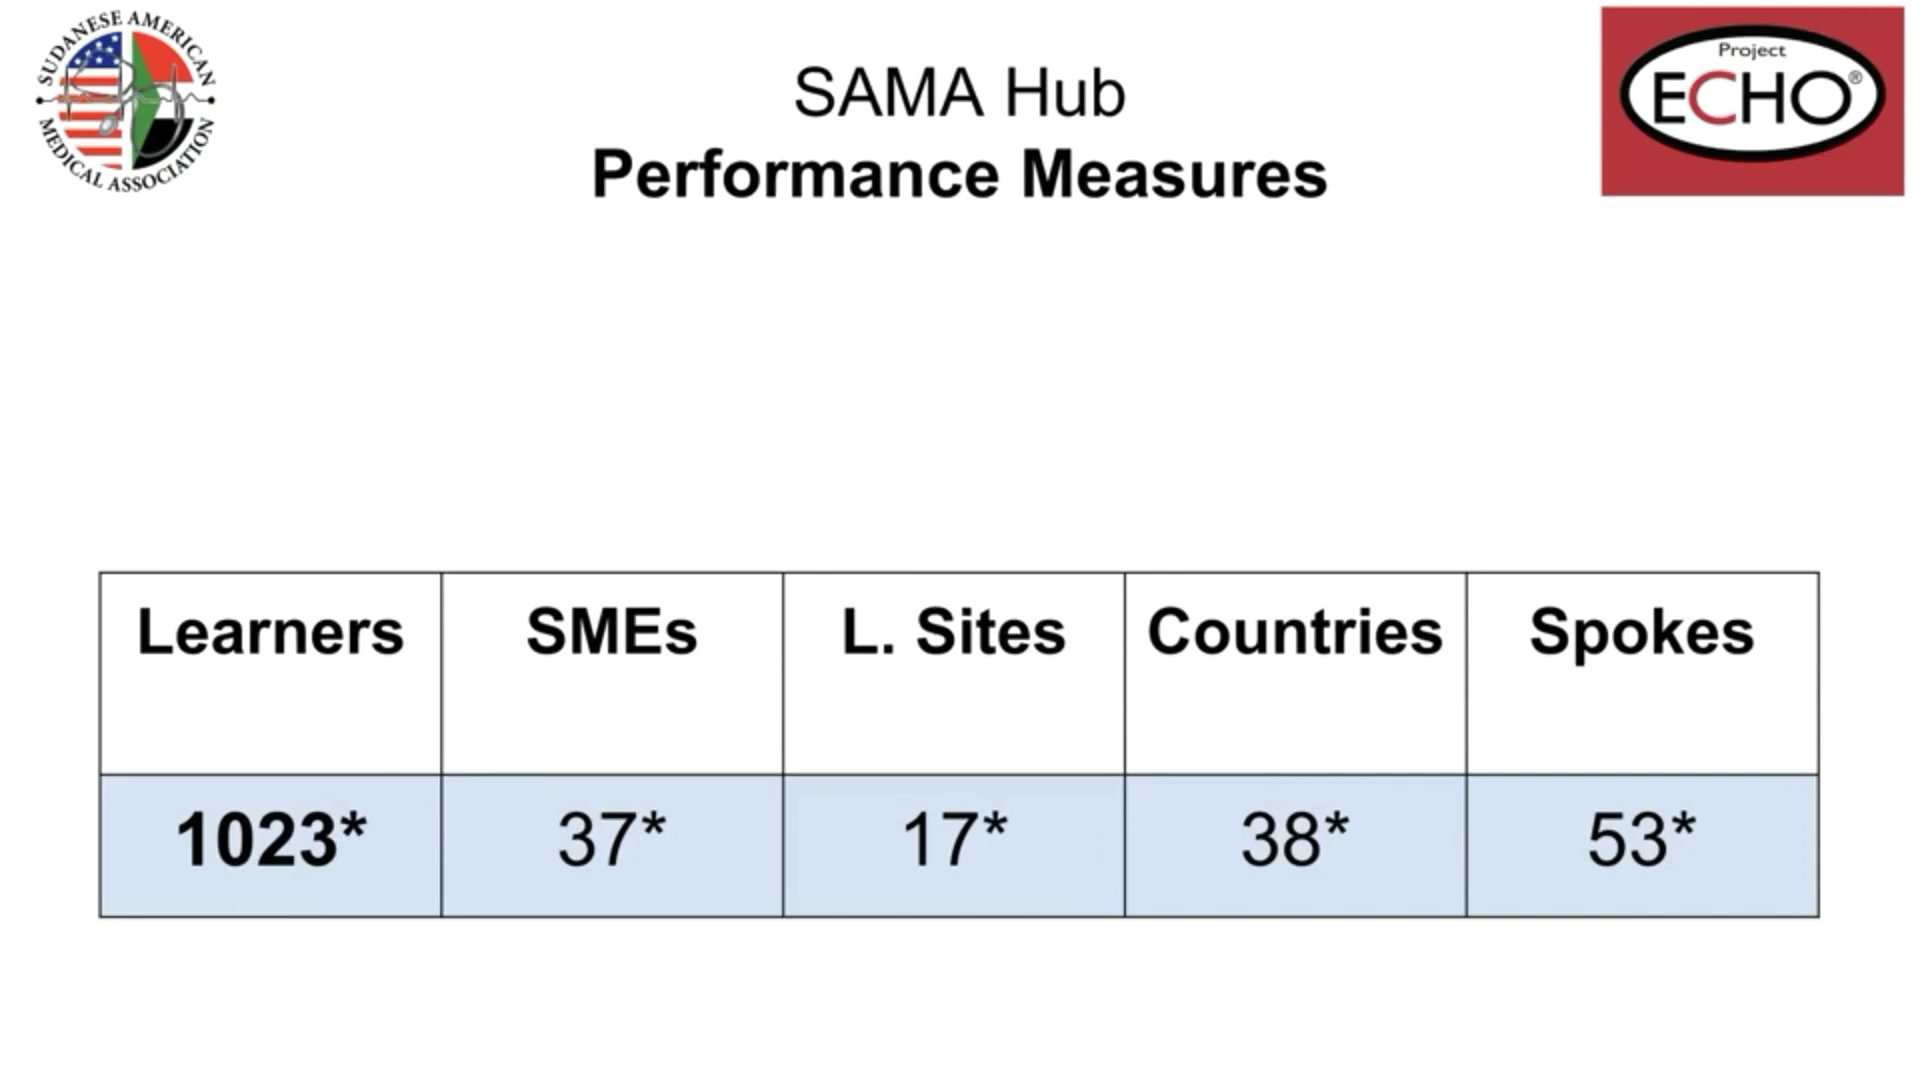 SUDANESE AMERICAN
MEDICAL ASSOCIATION
SAMA Hub
Performance Measures
Project
ECHO®
Learners SMEs L. Sites Countries Spokes
1023* 37* 17* 38* 53*